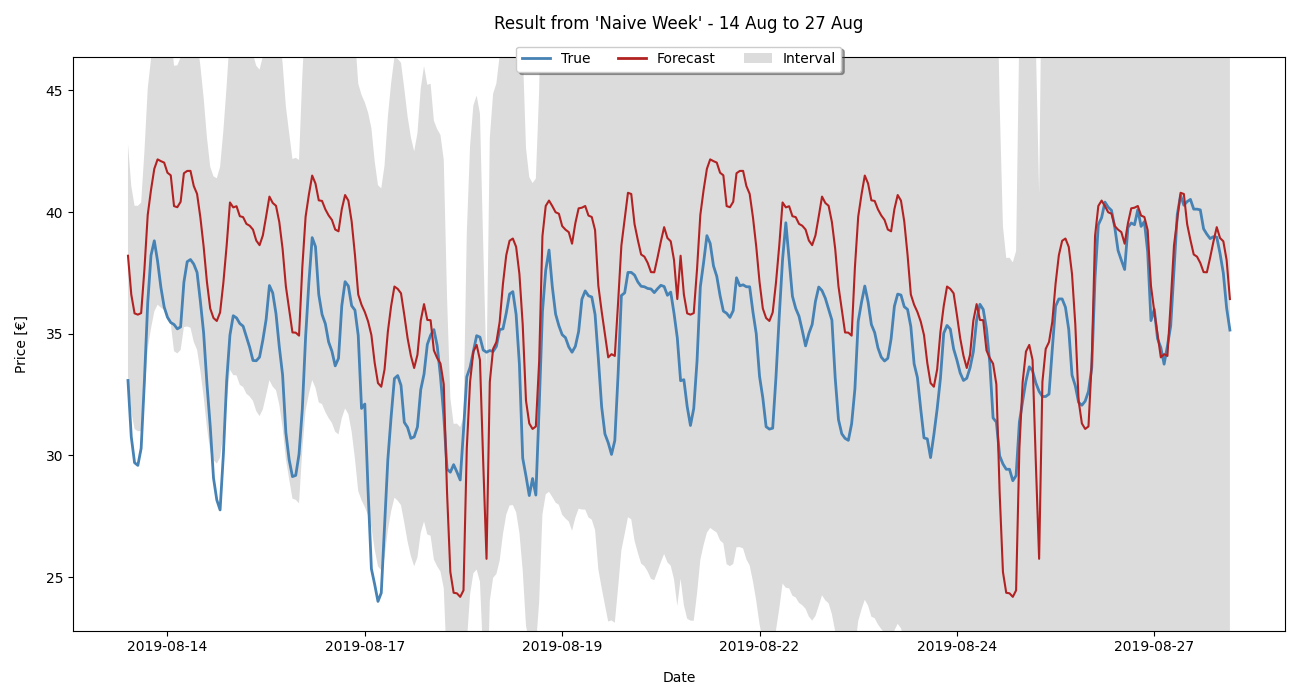 Result from 'Naive Week' - 14 Aug to 27 Aug
True Forecast Interval
45
40
35
30
25
Price [€]
2019-08-14 2019-08-17 2019-08-19 2019-08-22 2019-08-24 2019-08-27
Date